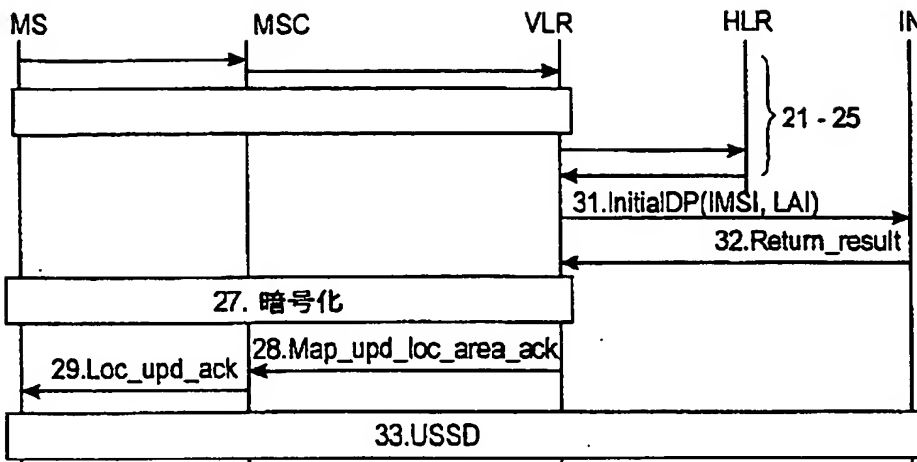 MS MSC VLR HLR IN
21 - 25
31.InitialDP(IMSI, LAI)
32.Return_result
27. 暗号化
28.Map_upd_loc_area_ack
29.Loc_upd_ack
33.USSD